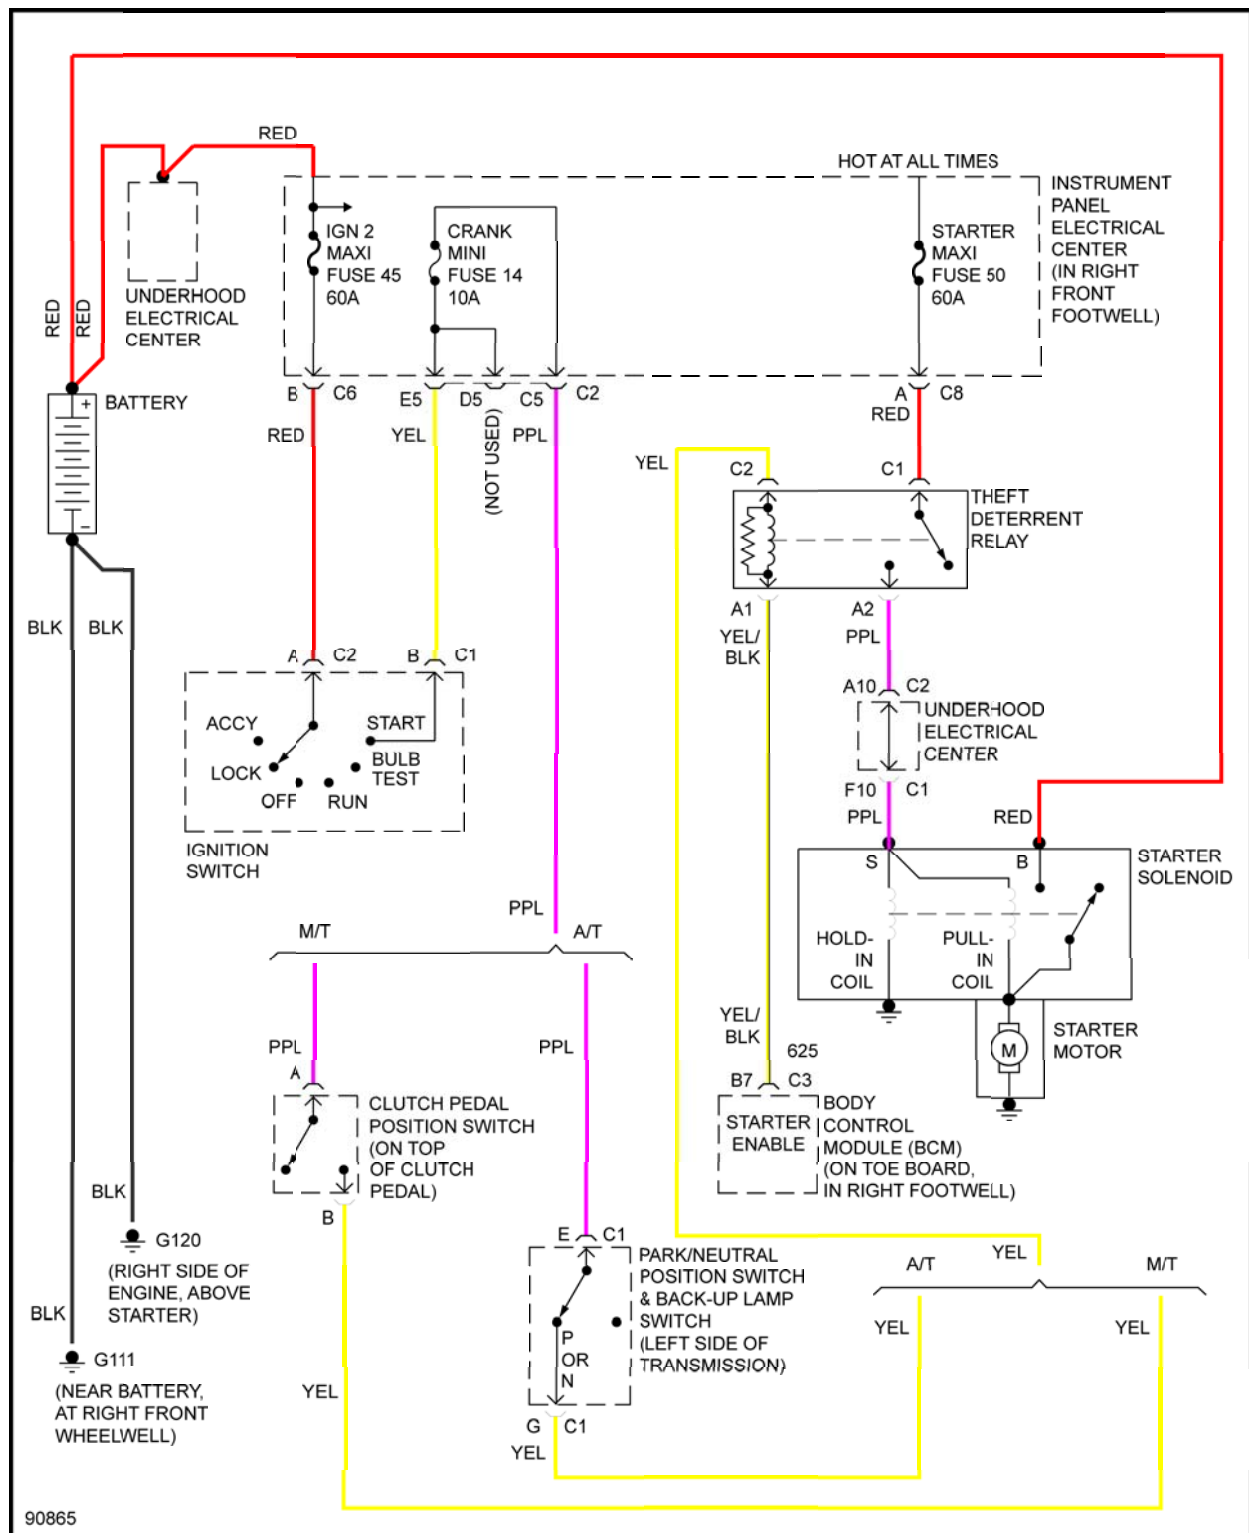 RED
HOT AT ALL TIMES
INSTRUMENT
PANEL
ELECTRICAL
CENTER
(IN RIGHT
FRONT
FOOTWELL)
IGN 2
MAXI
FUSE 45
60A
CRANK
MINI
FUSE 14
10A
STARTER
MAXI
FUSE 50
60A
UNDERHOOD
ELECTRICAL
CENTER
RED
RED
BATTERY
+
–
B
C6
E5
D5
C5
C2
A
C8
RED
YEL
(NOT USED)
PPL
RED
YEL
C2
C1
THEFT
DETERRENT
RELAY
A1
A2
YEL/
BLK
PPL
BLK
BLK
A
C2
B
C1
A10
C2
UNDERHOOD
ELECTRICAL
CENTER
F10
C1
PPL
RED
ACCY
START
LOCK
BULB
TEST
OFF
RUN
IGNITION
SWITCH
S
B
STARTER
SOLENOID
HOLD-
IN
COIL
PULL-
IN
COIL
PPL
M/T
A/T
M
STARTER
MOTOR
YEL/
BLK
625
B7
C3
STARTER
ENABLE
BODY
CONTROL
MODULE (BCM)
(ON TOE BOARD,
IN RIGHT FOOTWELL)
PPL
PPL
A
CLUTCH PEDAL
POSITION SWITCH
(ON TOP
OF CLUTCH
PEDAL)
B
BLK
G120
(RIGHT SIDE OF
ENGINE, ABOVE
STARTER)
E
C1
PARK/NEUTRAL
POSITION SWITCH
& BACK-UP LAMP
SWITCH
(LEFT SIDE OF
TRANSMISSION)
P
OR
N
G
C1
YEL
YEL
A/T
M/T
YEL
YEL
BLK
G111
(NEAR BATTERY,
AT RIGHT FRONT
WHEELWELL)
YEL
90865